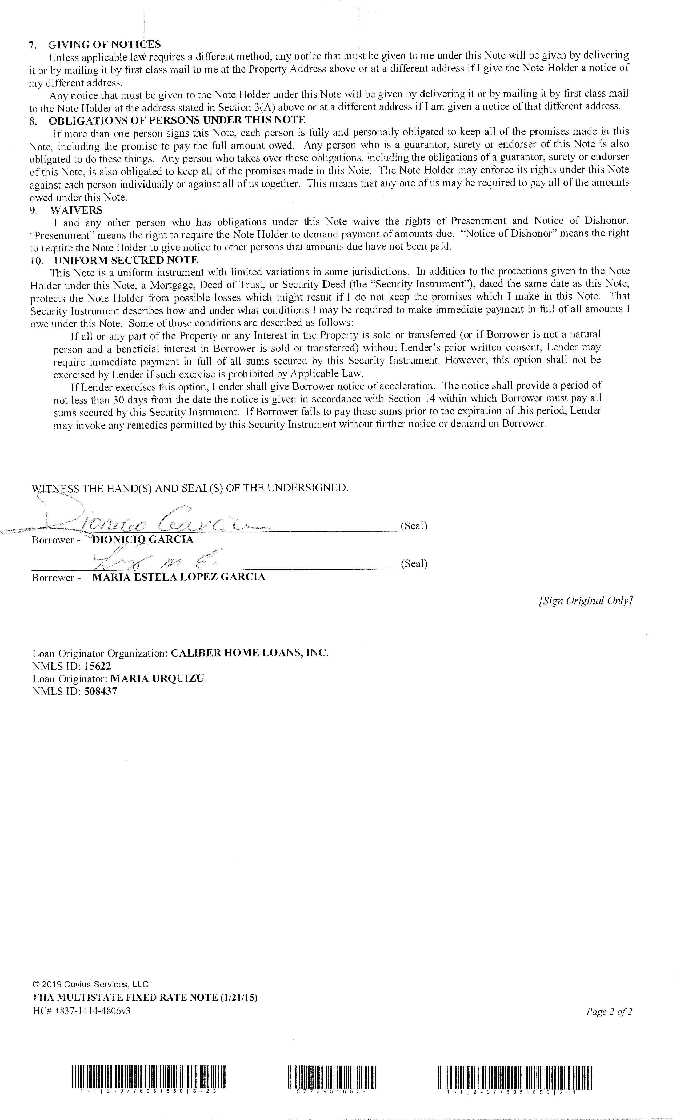 7. GIVING OF NOTICES
Unless applicable law requires a different method, any notice that must be given to me under this Note will be given by delivering
it or by mailing it by first class mail to me at the Property Address above or at a different address if I give the Note Holder a notice of
my different address.
Any notice that must be given to the Note Holder under this Note will be given by delivering it or by mailing it by first class mail
to the Note Holder at the address stated in Section 3(A) above or at a different address if I am given a notice of that different address.
8. OBLIGATIONS OF PERSONS UNDER THIS NOTE
If more than one person signs this Note, each person is fully and personally obligated to keep all of the promises made in this
Note, including the promise to pay the full amount owed. Any person who is a guarantor, surety or endorser of this Note is also
obligated to do these things. Any person who takes over these obligations, including the obligations of a guarantor, surety or endorser
of this Note, is also obligated to keep all of the promises made in this Note. The Note Holder may enforce its rights under this Note
against each person individually or against all of us together. This means that any one of us may be required to pay all of the amounts
owed under this Note.
9. WAIVERS
I and any other person who has obligations under this Note waive the rights of Presentment and Notice of Dishonor.
"Presentment" means the right to require the Note Holder to demand payment of amounts due. "Notice of Dishonor" means the right
to require the Note Holder to give notice to other persons that amounts due have not been paid.
10. UNIFORM SECURED NOTE
This Note is a uniform instrument with limited variations in some jurisdictions. In addition to the protections given to the Note
Holder under this Note, a Mortgage, Deed of Trust, or Security Deed (the "Security Instrument"), dated the same date as this Note,
protects the Note Holder from possible losses which might result if I do not keep the promises which I make in this Note. That
Security Instrument describes how and under what conditions I may be required to make immediate payment in full of all amounts I
owe under this Note. Some of those conditions are described as follows:
If all or any part of the Property or any Interest in the Property is sold or transferred (or if Borrower is not a natural
person and a beneficial interest in Borrower is sold or transferred) without Lender's prior written consent, Lender may
require immediate payment in full of all sums secured by this Security Instrument. However, this option shall not be
exercised by Lender if such exercise is prohibited by Applicable Law.
If Lender exercises this option, Lender shall give Borrower notice of acceleration. The notice shall provide a period of
not less than 30 days from the date the notice is given in accordance with Section 14 within which Borrower must pay all
sums secured by this Security Instrument. If Borrower fails to pay these sums prior to the expiration of this period, Lender
may invoke any remedies permitted by this Security Instrument without further notice or demand on Borrower.
WITNESS THE HAND(S) AND SEAL(S) OF THE UNDERSIGNED.
Dionicio Garcia (Seal)
Borrower - DIONICIO GARCIA
(Seal)
Borrower - MARIA ESTELA LOPEZ GARCIA
[Sign Original Only]
Loan Originator Organization: CALIBER HOME LOANS, INC.
NMLS ID: 15622
Loan Originator: MARIA URQUIZU
NMLS ID: 508437
© 2019 Covius Services, LLC
FHA MULTISTATE FIXED RATE NOTE (1/21/15)
Page 2 of 2